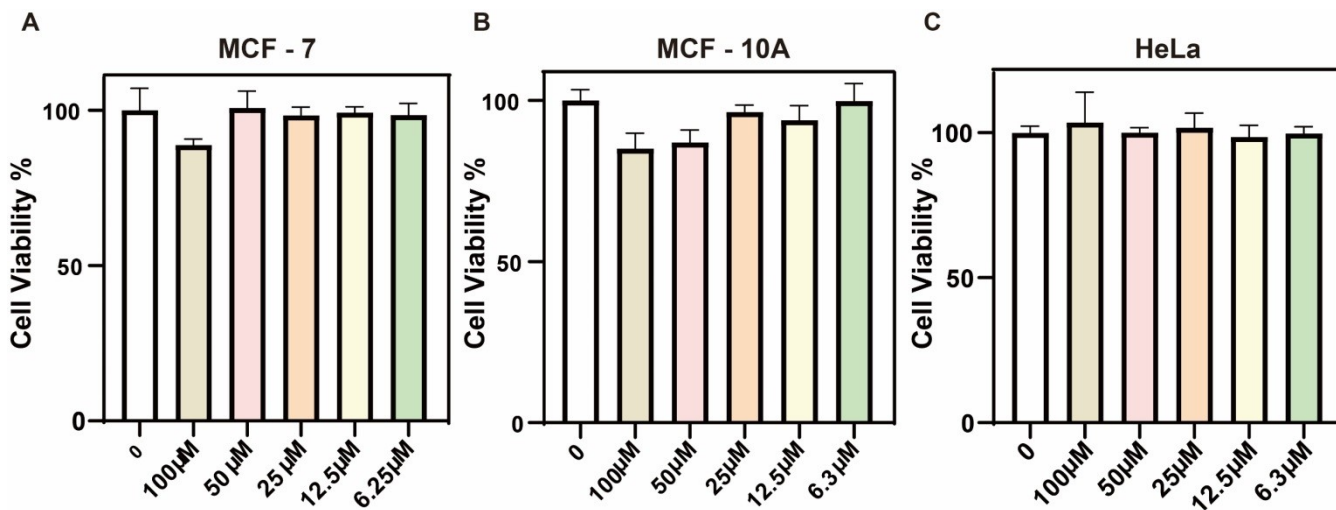 A
MCF - 7
Cell Viability %
100
50
0
0
100µM
50 µM
25 µM
12.5µM
6.25µM
B
MCF - 10A
Cell Viability %
100
50
0
0
100µM
50µM
25µM
12.5µM
6.3 µM
C
HeLa
Cell Viability %
100
50
0
0
100µM
50µM
25µM
12.5µM
6.3µM